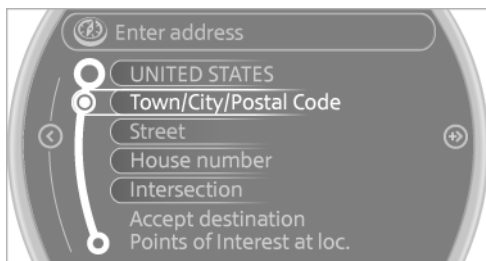 Enter address
UNITED STATES
Town/City/Postal Code
Street
House number
Intersection
Accept destination
Points of Interest at loc.